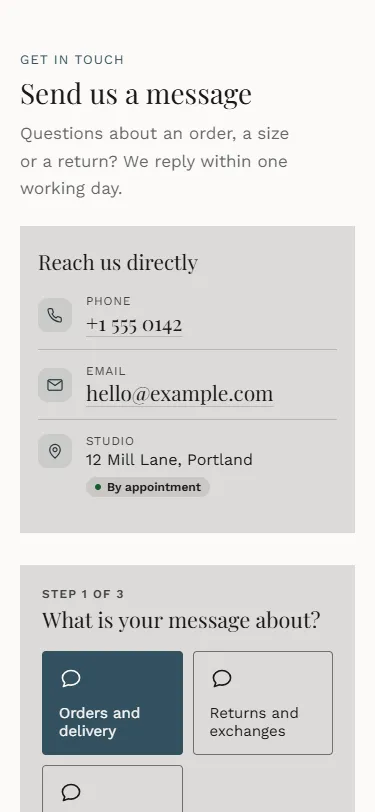 GET IN TOUCH
Send us a message
Questions about an order, a size
or a return? We reply within one
working day.
Reach us directly
PHONE
+1 555 0142
EMAIL
hello@example.com
STUDIO
12 Mill Lane, Portland
By appointment
STEP 1 OF 3
What is your message about?
Orders and
delivery
Returns and
exchanges